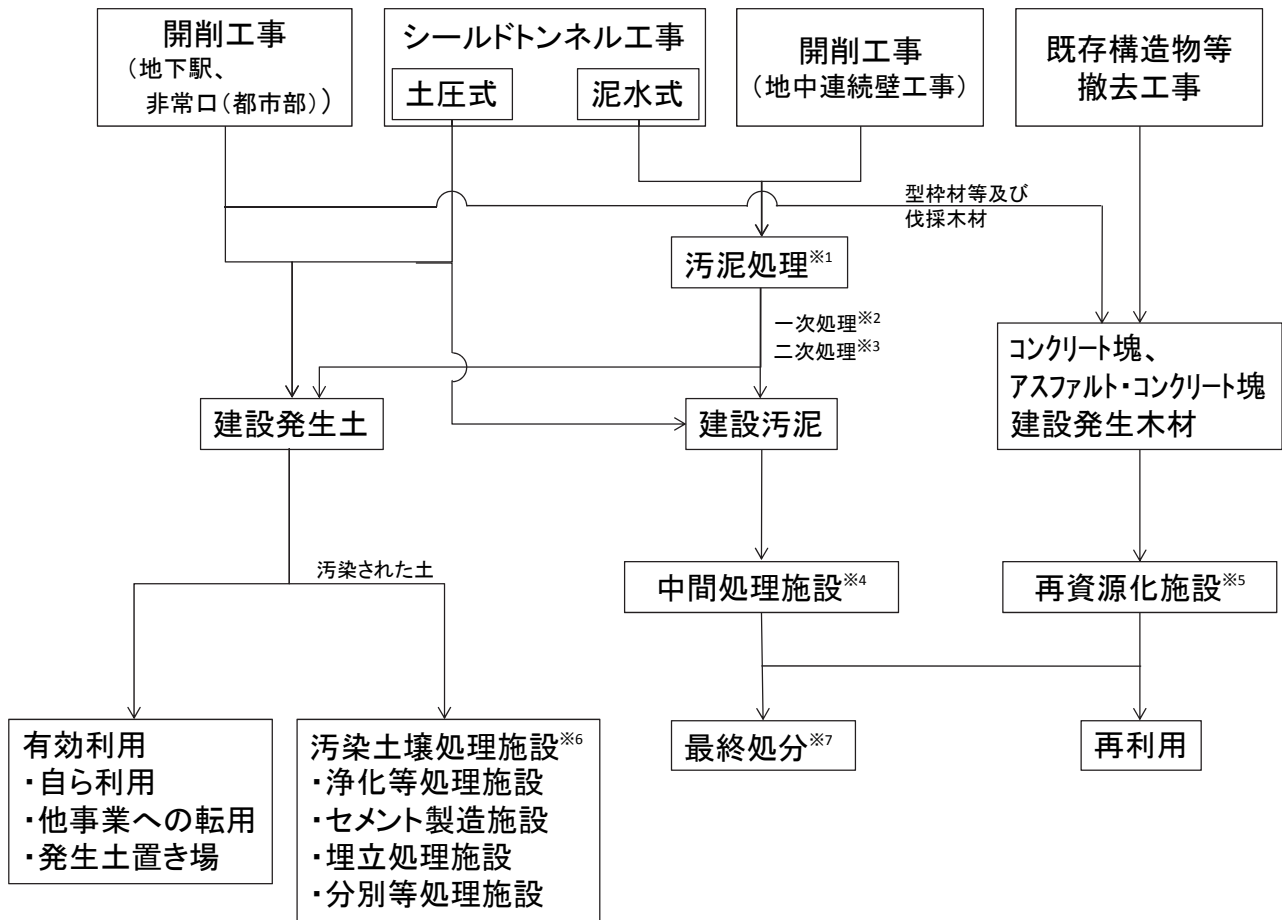 開削工事
（地下駅、
非常口（都市部））
シールドトンネル工事
土圧式
泥水式
開削工事
（地中連続壁工事）
既存構造物等
撤去工事
型枠材等及び
伐採木材
汚泥処理※1
一次処理※2
二次処理※3
コンクリート塊、
アスファルト・コンクリート塊
建設発生木材
建設発生土
建設汚泥
汚染された土
中間処理施設※4
再資源化施設※5
有効利用
・自ら利用
・他事業への転用
・発生土置き場
汚染土壌処理施設※6
・浄化等処理施設
・セメント製造施設
・埋立処理施設
・分別等処理施設
最終処分※7
再利用